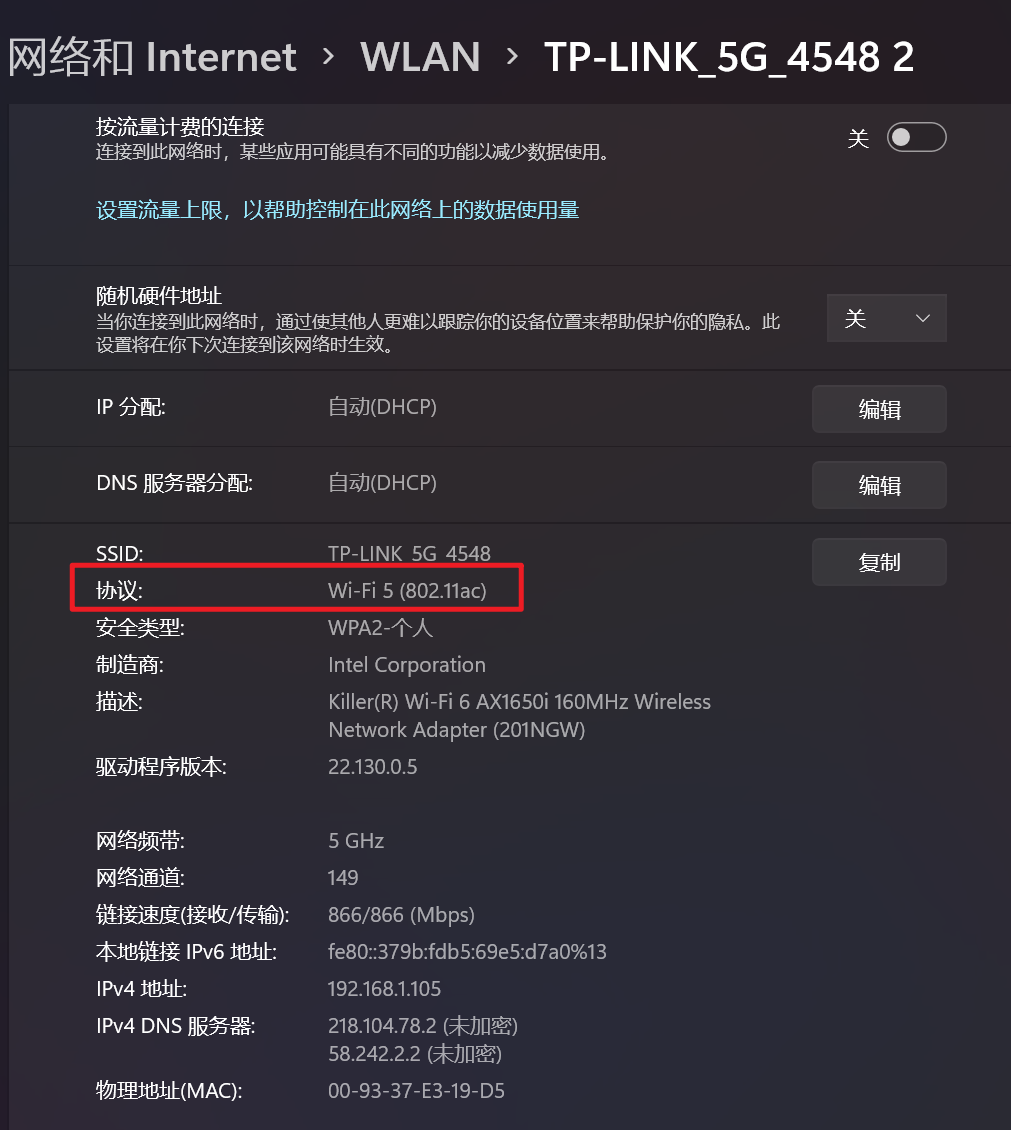 网络和 Internet › WLAN › TP-LINK_5G_4548 2
按流量计费的连接
连接到此网络时，某些应用可能具有不同的功能以减少数据使用。
关
设置流量上限，以帮助控制在此网络上的数据使用量
随机硬件地址
当你连接到此网络时，通过使其他人更难以跟踪你的设备位置来帮助保护你的隐私。此
设置将在你下次连接到该网络时生效。
关
IP 分配: 自动(DHCP) 编辑
DNS 服务器分配: 自动(DHCP) 编辑
SSID: TP-LINK_5G_4548 复制
协议: Wi-Fi 5 (802.11ac)
安全类型: WPA2-个人
制造商: Intel Corporation
描述: Killer(R) Wi-Fi 6 AX1650i 160MHz Wireless
Network Adapter (201NGW)
驱动程序版本: 22.130.0.5
网络频带: 5 GHz
网络通道: 149
链接速度(接收/传输): 866/866 (Mbps)
本地链接 IPv6 地址: fe80::379b:fdb5:69e5:d7a0%13
IPv4 地址: 192.168.1.105
IPv4 DNS 服务器: 218.104.78.2 (未加密)
58.242.2.2 (未加密)
物理地址(MAC): 00-93-37-E3-19-D5